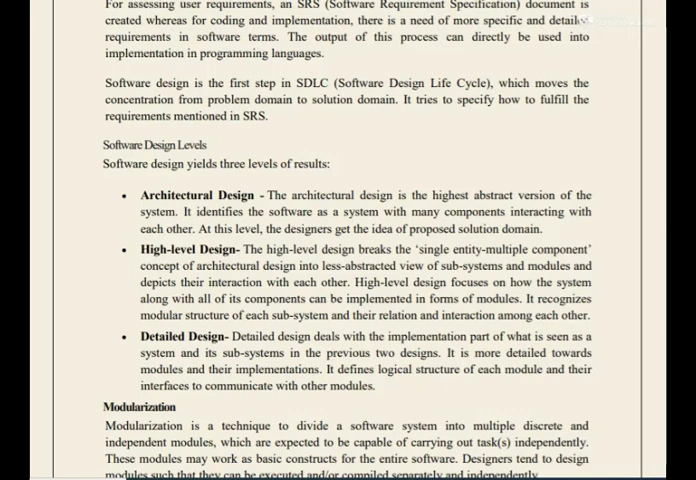 For assessing user requirements, an SRS (Software Requirement Specification) document is
created whereas for coding and implementation, there is a need of more specific and detailed
requirements in software terms. The output of this process can directly be used into
implementation in programming languages.
Software design is the first step in SDLC (Software Design Life Cycle), which moves the
concentration from problem domain to solution domain. It tries to specify how to fulfill the
requirements mentioned in SRS.
Software Design Levels
Software design yields three levels of results:
• Architectural Design - The architectural design is the highest abstract version of the
system. It identifies the software as a system with many components interacting with
each other. At this level, the designers get the idea of proposed solution domain.
• High-level Design- The high-level design breaks the ‘single entity-multiple component’
concept of architectural design into less-abstracted view of sub-systems and modules and
depicts their interaction with each other. High-level design focuses on how the system
along with all of its components can be implemented in forms of modules. It recognizes
modular structure of each sub-system and their relation and interaction among each other.
• Detailed Design- Detailed design deals with the implementation part of what is seen as a
system and its sub-systems in the previous two designs. It is more detailed towards
modules and their implementations. It defines logical structure of each module and their
interfaces to communicate with other modules.
Modularization
Modularization is a technique to divide a software system into multiple discrete and
independent modules, which are expected to be capable of carrying out task(s) independently.
These modules may work as basic constructs for the entire software. Designers tend to design
modules such that they can be executed and/or compiled separately and independently.